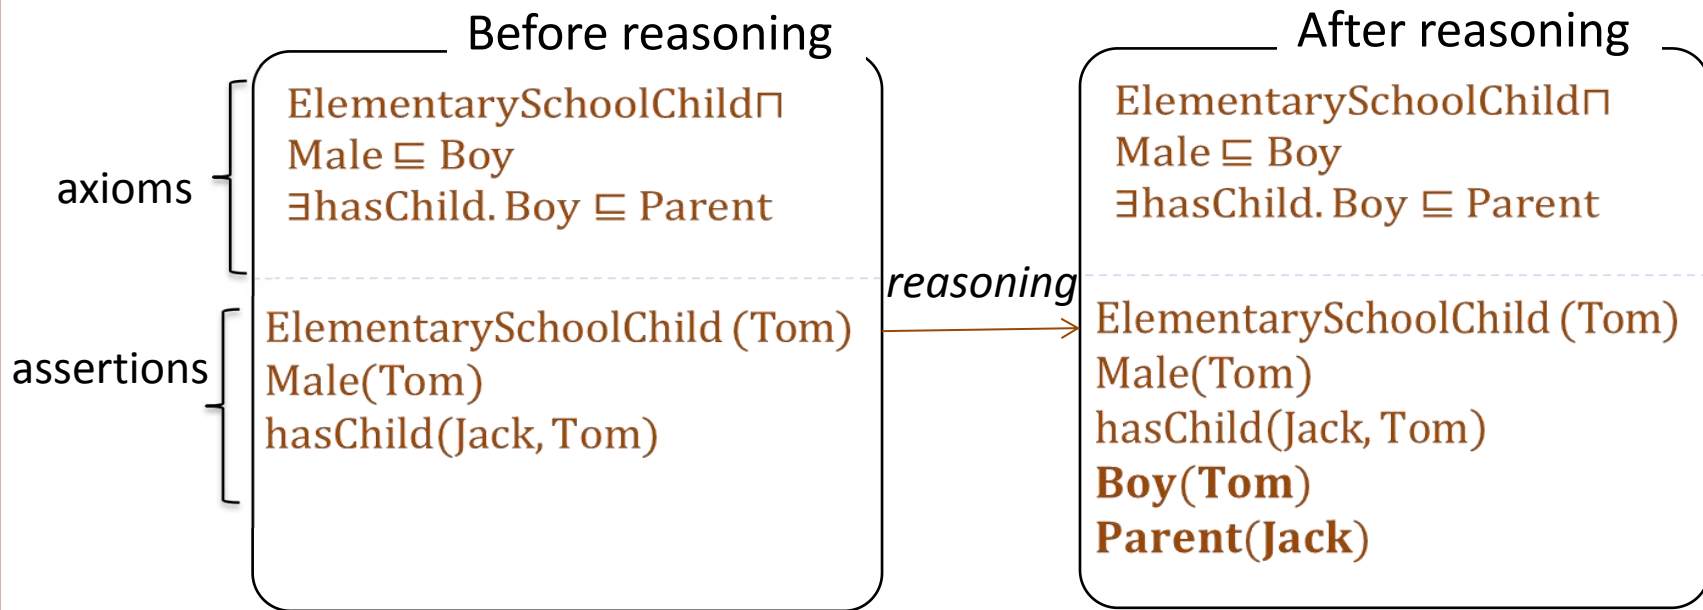 Before reasoning
ElementarySchoolChild⊓
Male ⊑ Boy
∃hasChild. Boy ⊑ Parent
axioms
ElementarySchoolChild (Tom)
Male(Tom)
hasChild(Jack, Tom)
assertions
reasoning
After reasoning
ElementarySchoolChild⊓
Male ⊑ Boy
∃hasChild. Boy ⊑ Parent
ElementarySchoolChild (Tom)
Male(Tom)
hasChild(Jack, Tom)
Boy(Tom)
Parent(Jack)